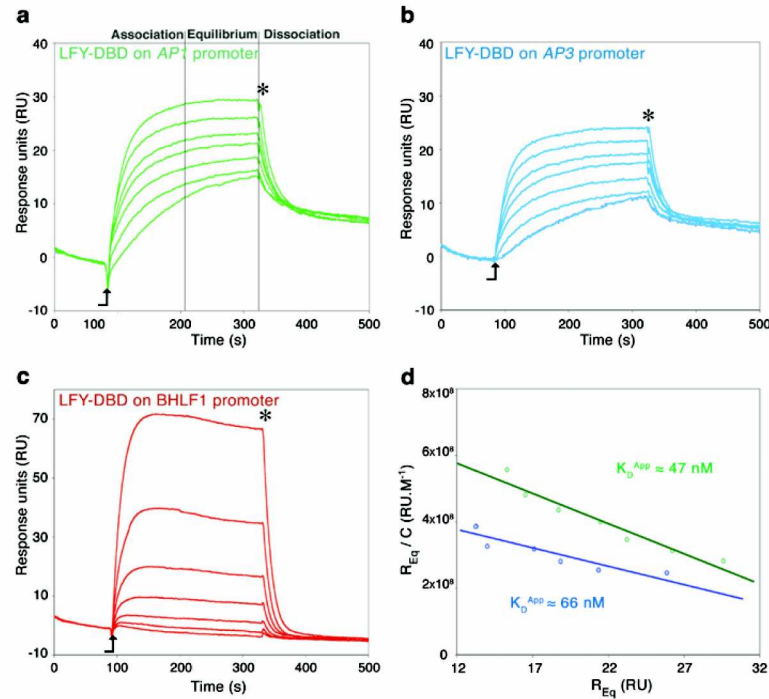 a
Association Equilibrium Dissociation
LFY-DBD on AP1 promoter
*
Response units (RU)
40
30
20
10
0
-10
0 100 200 300 400 500
Time (s)
b
LFY-DBD on AP3 promoter
*
Response units (RU)
40
30
20
10
0
-10
0 100 200 300 400 500
Time (s)
c
LFY-DBD on BHLF1 promoter
*
Response units (RU)
70
50
30
10
-10
0 100 200 300 400 500
Time (s)
d
R_Eq / C (RU.M⁻¹)
8x10⁸
6x10⁸
4x10⁸
2x10⁸
0
K_D^App ≈ 47 nM
K_D^App ≈ 66 nM
12 17 22 27 32
R_Eq (RU)